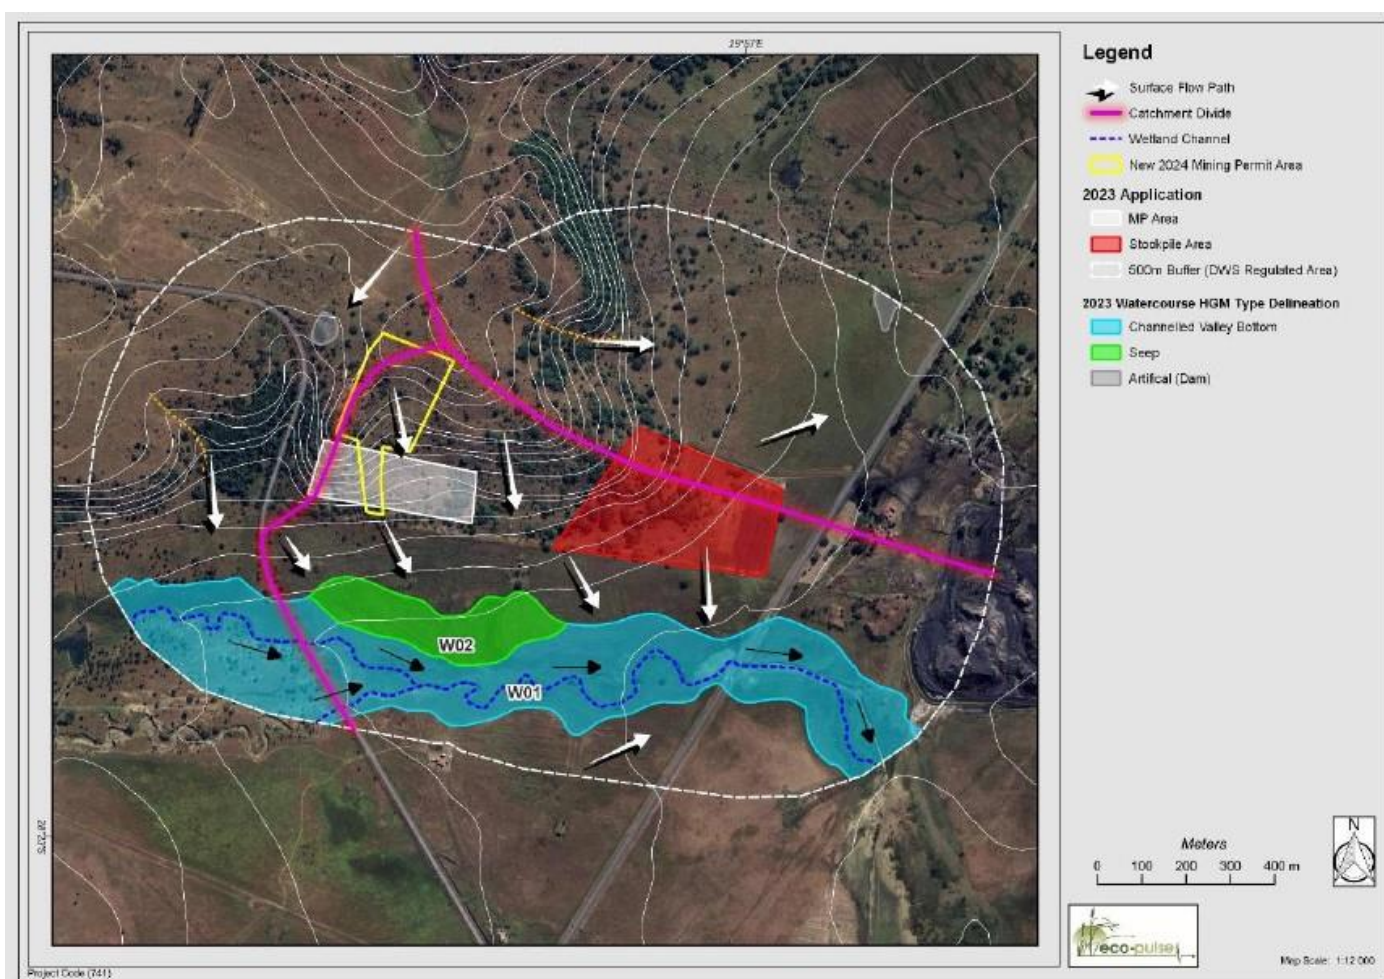 29°57'E
Legend
Surface Flow Path
Catchment Divide
Wetland Channel
New 2024 Mining Permit Area
2023 Application
MP Area
Stockpile Area
500m Buffer (DWS Regulated Area)
2023 Watercourse HGM Type Delineation
Channelled Valley Bottom
Seep
Artifical (Dam)
W02
W01
Meters
0 100 200 300 400 m
N
eco-pulse
Project Code (741)
Map Scale: 1:12 000